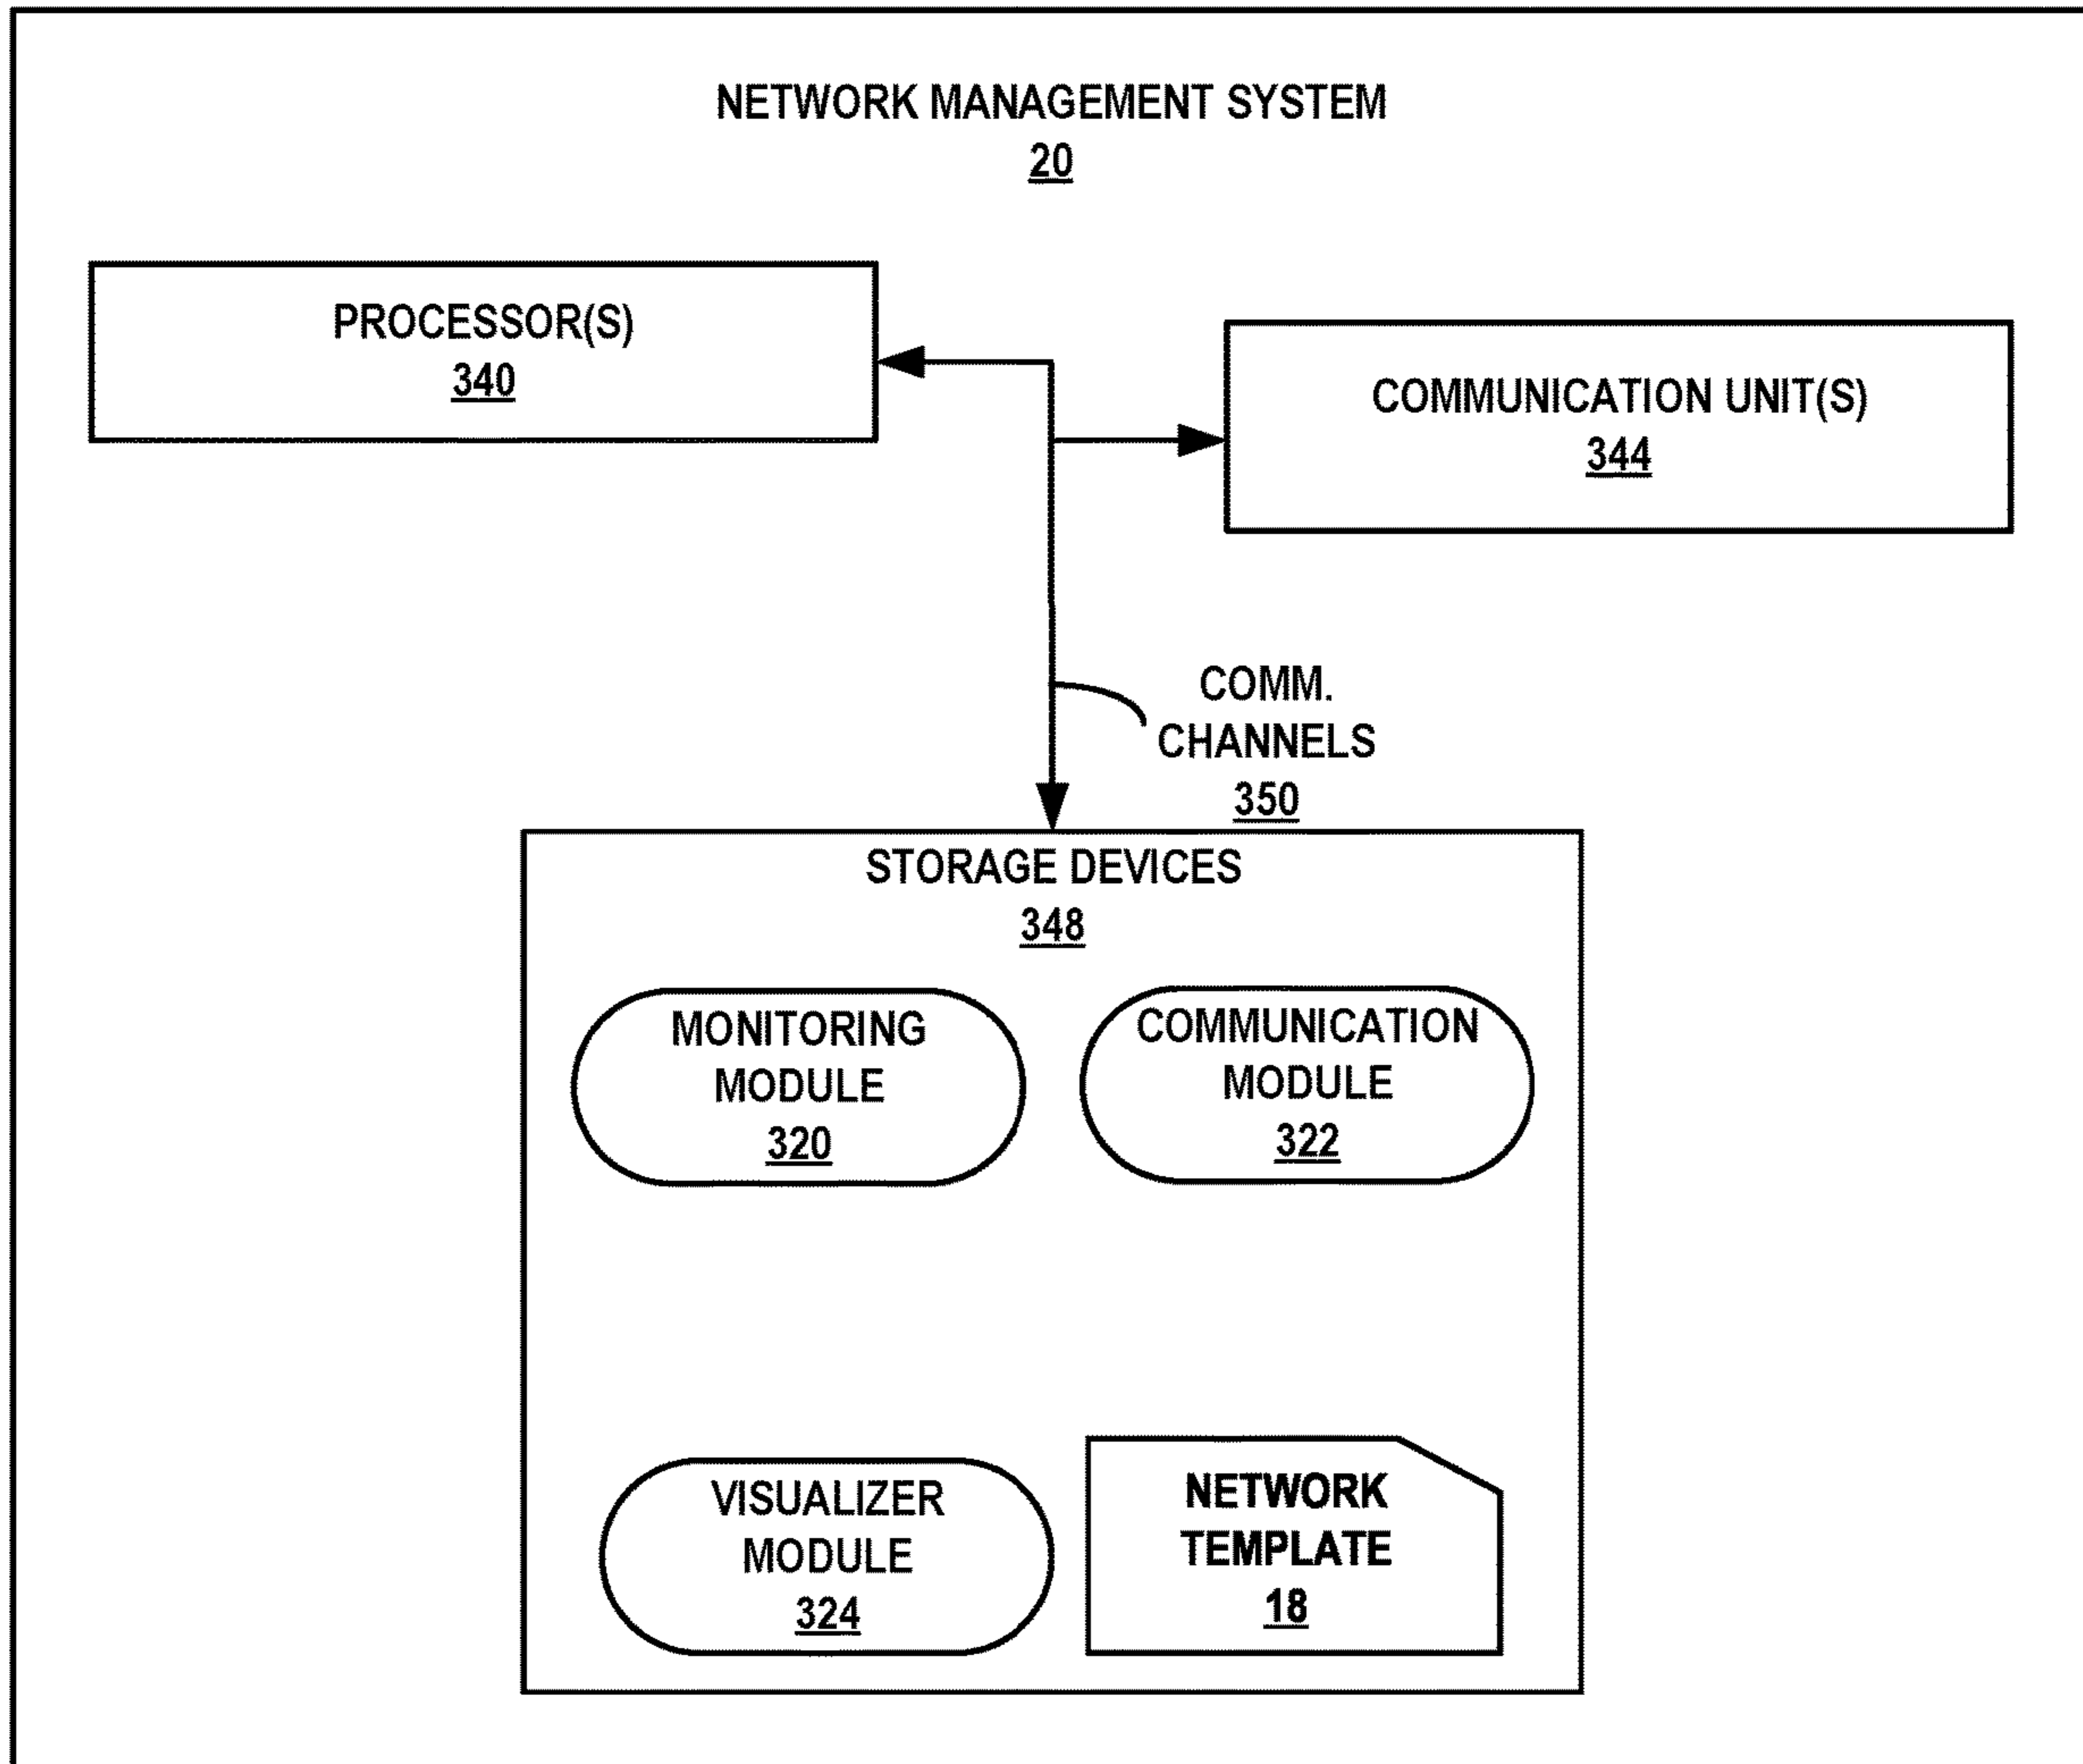 NETWORK MANAGEMENT SYSTEM
20
PROCESSOR(S)
340
COMMUNICATION UNIT(S)
344
COMM.
CHANNELS
350
STORAGE DEVICES
348
MONITORING
MODULE
320
COMMUNICATION
MODULE
322
VISUALIZER
MODULE
324
NETWORK
TEMPLATE
18